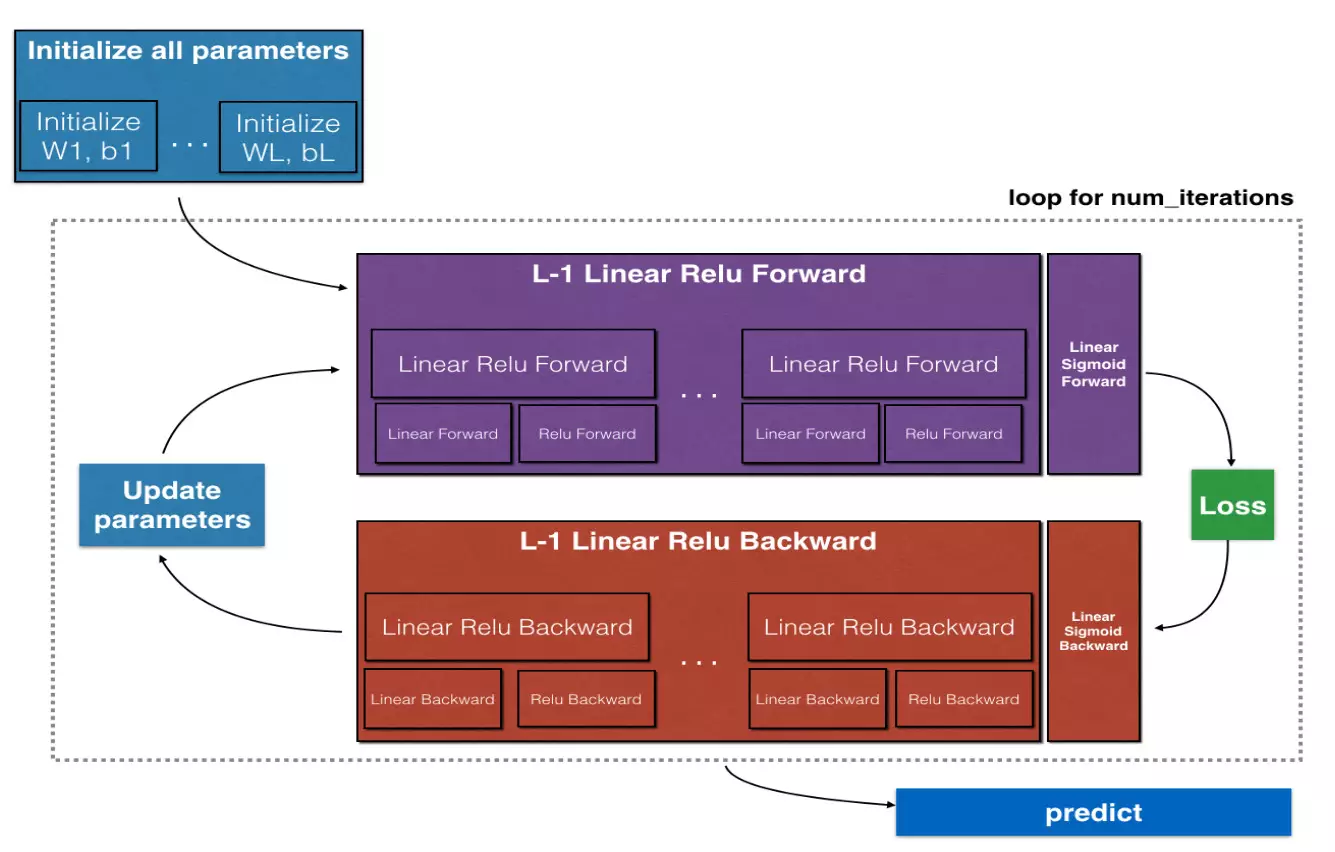 Initialize all parameters
Initialize
W1, b1
...
Initialize
WL, bL
loop for num_iterations
L-1 Linear Relu Forward
Linear Relu Forward
Linear Forward
Relu Forward
...
Linear Relu Forward
Linear Forward
Relu Forward
Linear
Sigmoid
Forward
Update
parameters
Loss
L-1 Linear Relu Backward
Linear Relu Backward
Linear Backward
Relu Backward
...
Linear Relu Backward
Linear Backward
Relu Backward
Linear
Sigmoid
Backward
predict